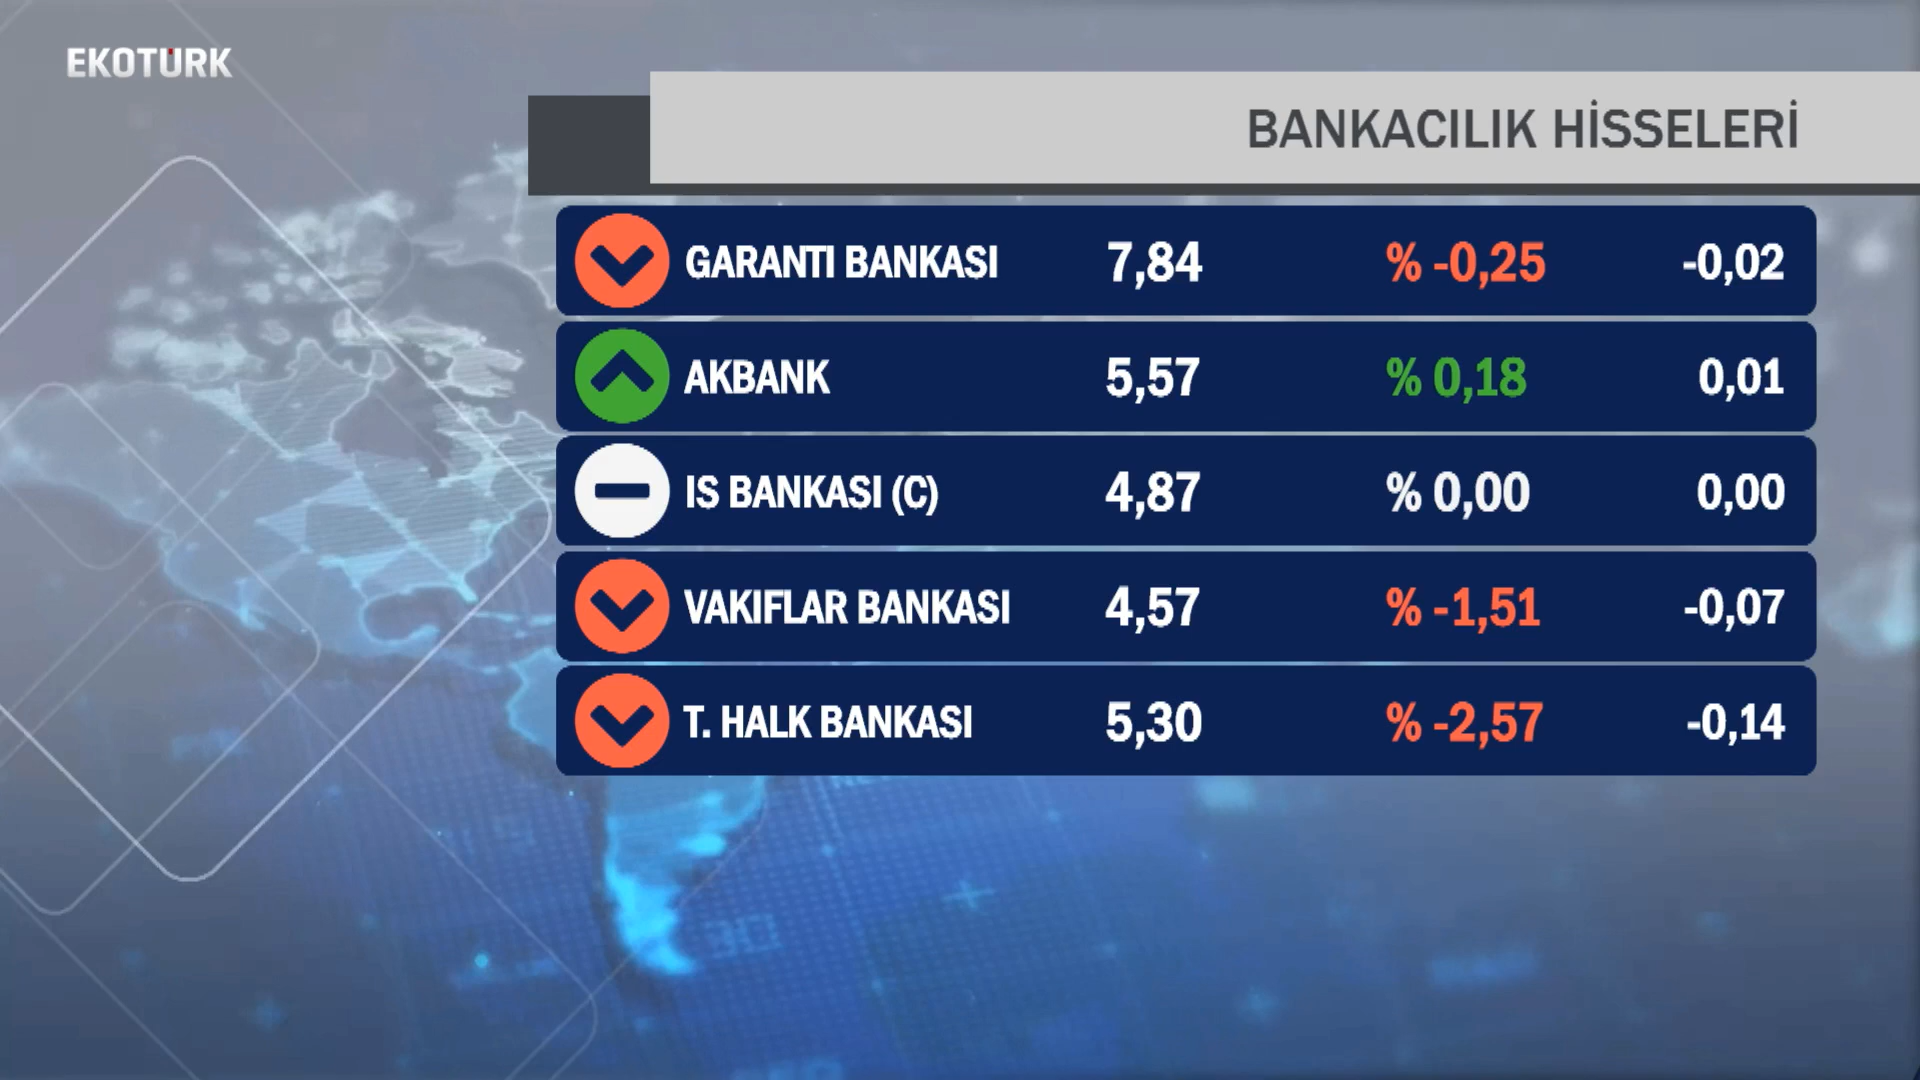 EKOTÜRK
BANKACILIK HİSSELERİ
GARANTI BANKASI 7,84 % -0,25 -0,02
AKBANK 5,57 % 0,18 0,01
IS BANKASI (C) 4,87 % 0,00 0,00
VAKIFLAR BANKASI 4,57 % -1,51 -0,07
T. HALK BANKASI 5,30 % -2,57 -0,14